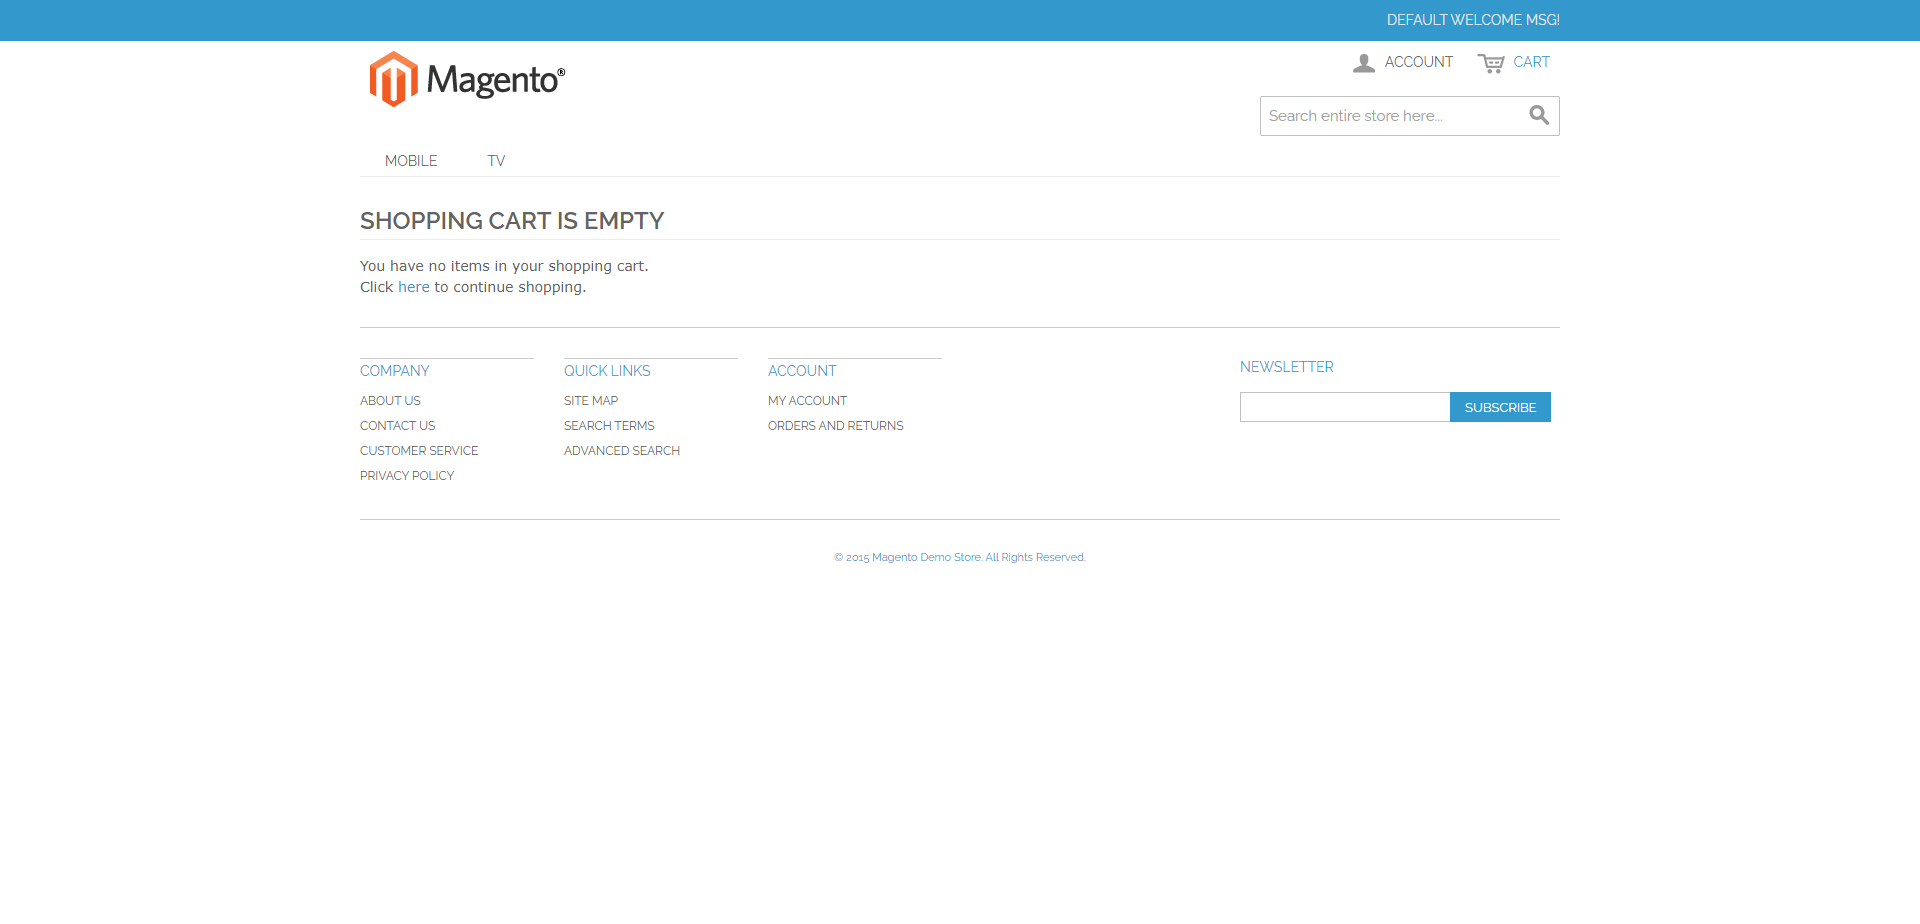 DEFAULT WELCOME MSG!
Magento®
ACCOUNT
CART
Search entire store here...
MOBILE
TV
SHOPPING CART IS EMPTY
You have no items in your shopping cart.
Click here to continue shopping.
COMPANY
ABOUT US
CONTACT US
CUSTOMER SERVICE
PRIVACY POLICY
QUICK LINKS
SITE MAP
SEARCH TERMS
ADVANCED SEARCH
ACCOUNT
MY ACCOUNT
ORDERS AND RETURNS
NEWSLETTER
SUBSCRIBE
© 2015 Magento Demo Store. All Rights Reserved.